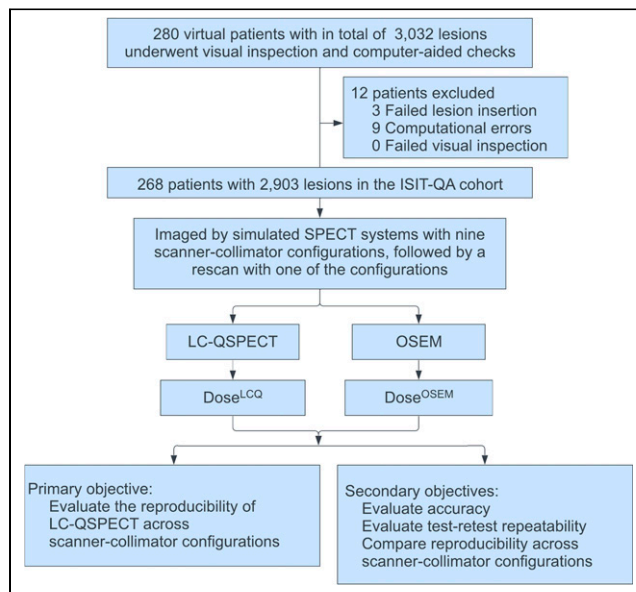 280 virtual patients with in total of 3,032 lesions
underwent visual inspection and computer-aided checks
12 patients excluded
3 Failed lesion insertion
9 Computational errors
0 Failed visual inspection
268 patients with 2,903 lesions in the ISIT-QA cohort
Imaged by simulated SPECT systems with nine
scanner-collimator configurations, followed by a
rescan with one of the configurations
LC-QSPECT
OSEM
Dose^LCQ
Dose^OSEM
Primary objective:
Evaluate the reproducibility of
LC-QSPECT across
scanner-collimator configurations
Secondary objectives:
Evaluate accuracy
Evaluate test-retest repeatability
Compare reproducibility across
scanner-collimator configurations